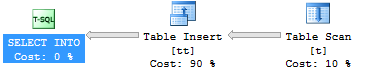 T-SQL
SELECT INTO
Cost: 0 %
Table Insert
[tt]
Cost: 90 %
Table Scan
[t]
Cost: 10 %